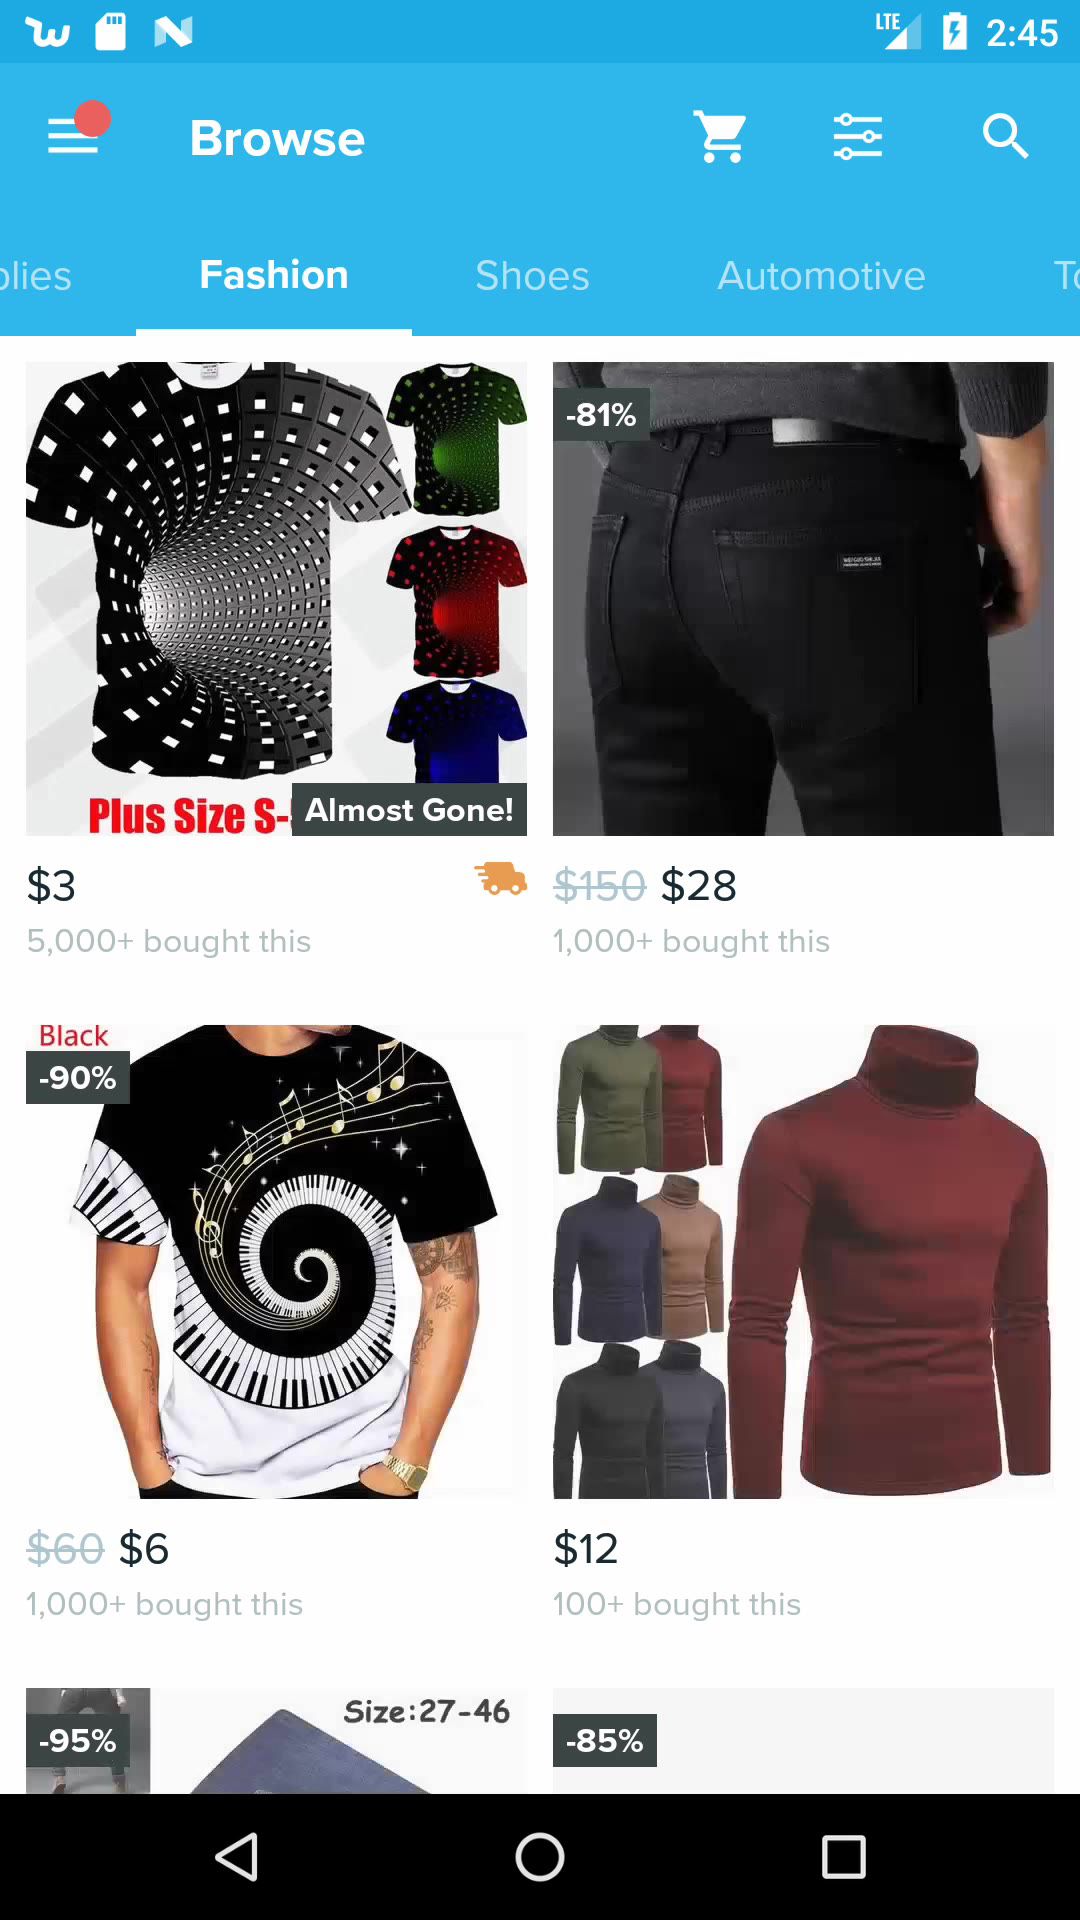 LTE 2:45
Browse
plies Fashion Shoes Automotive To
-81%
Plus Size S- Almost Gone!
$3 $150 $28
5,000+ bought this 1,000+ bought this
Black
-90%
$60 $6 $12
1,000+ bought this 100+ bought this
Size:27-46
-95% -85%